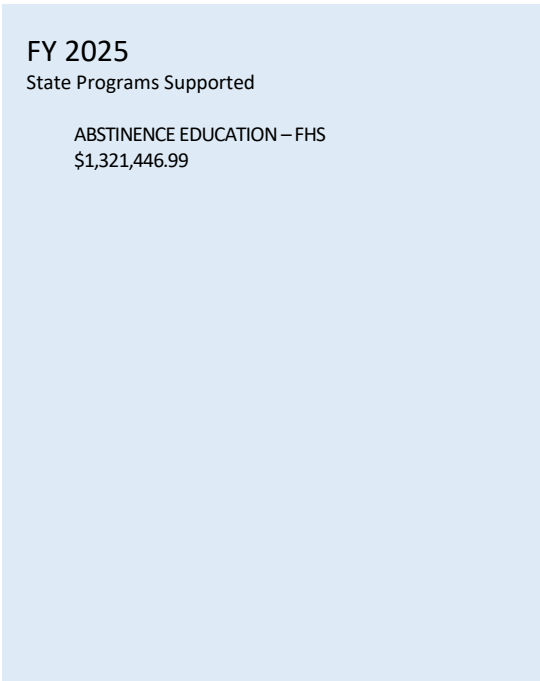 FY 2025
State Programs Supported
ABSTINENCE EDUCATION – FHS
$1,321,446.99